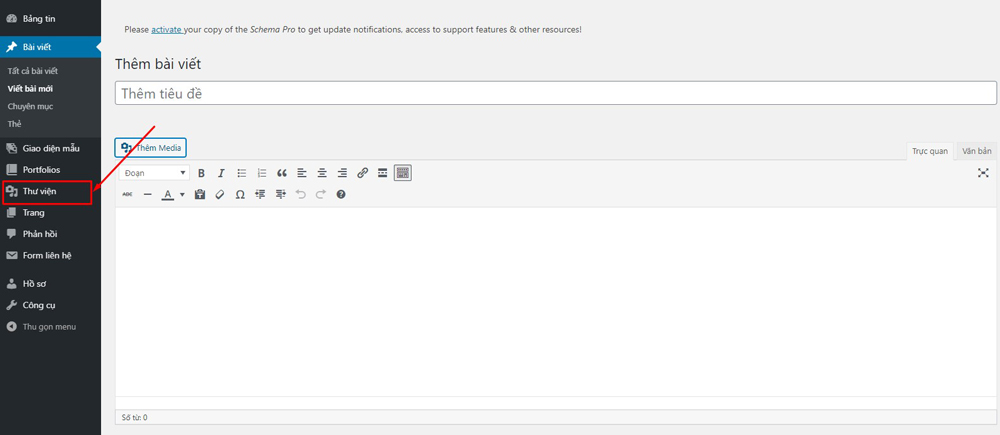 Bảng tin
Bài viết
Tất cả bài viết
Viết bài mới
Chuyên mục
Thẻ
Giao diện mẫu
Portfolios
Thư viện
Trang
Phản hồi
Form liên hệ
Hồ sơ
Công cụ
Thu gọn menu
Please activate your copy of the Schema Pro to get update notifications, access to support features & other resources!
Thêm bài viết
Thêm tiêu đề
Thêm Media
Trực quan
Văn bản
Đoạn
B I
ABC A Ω
Số từ: 0